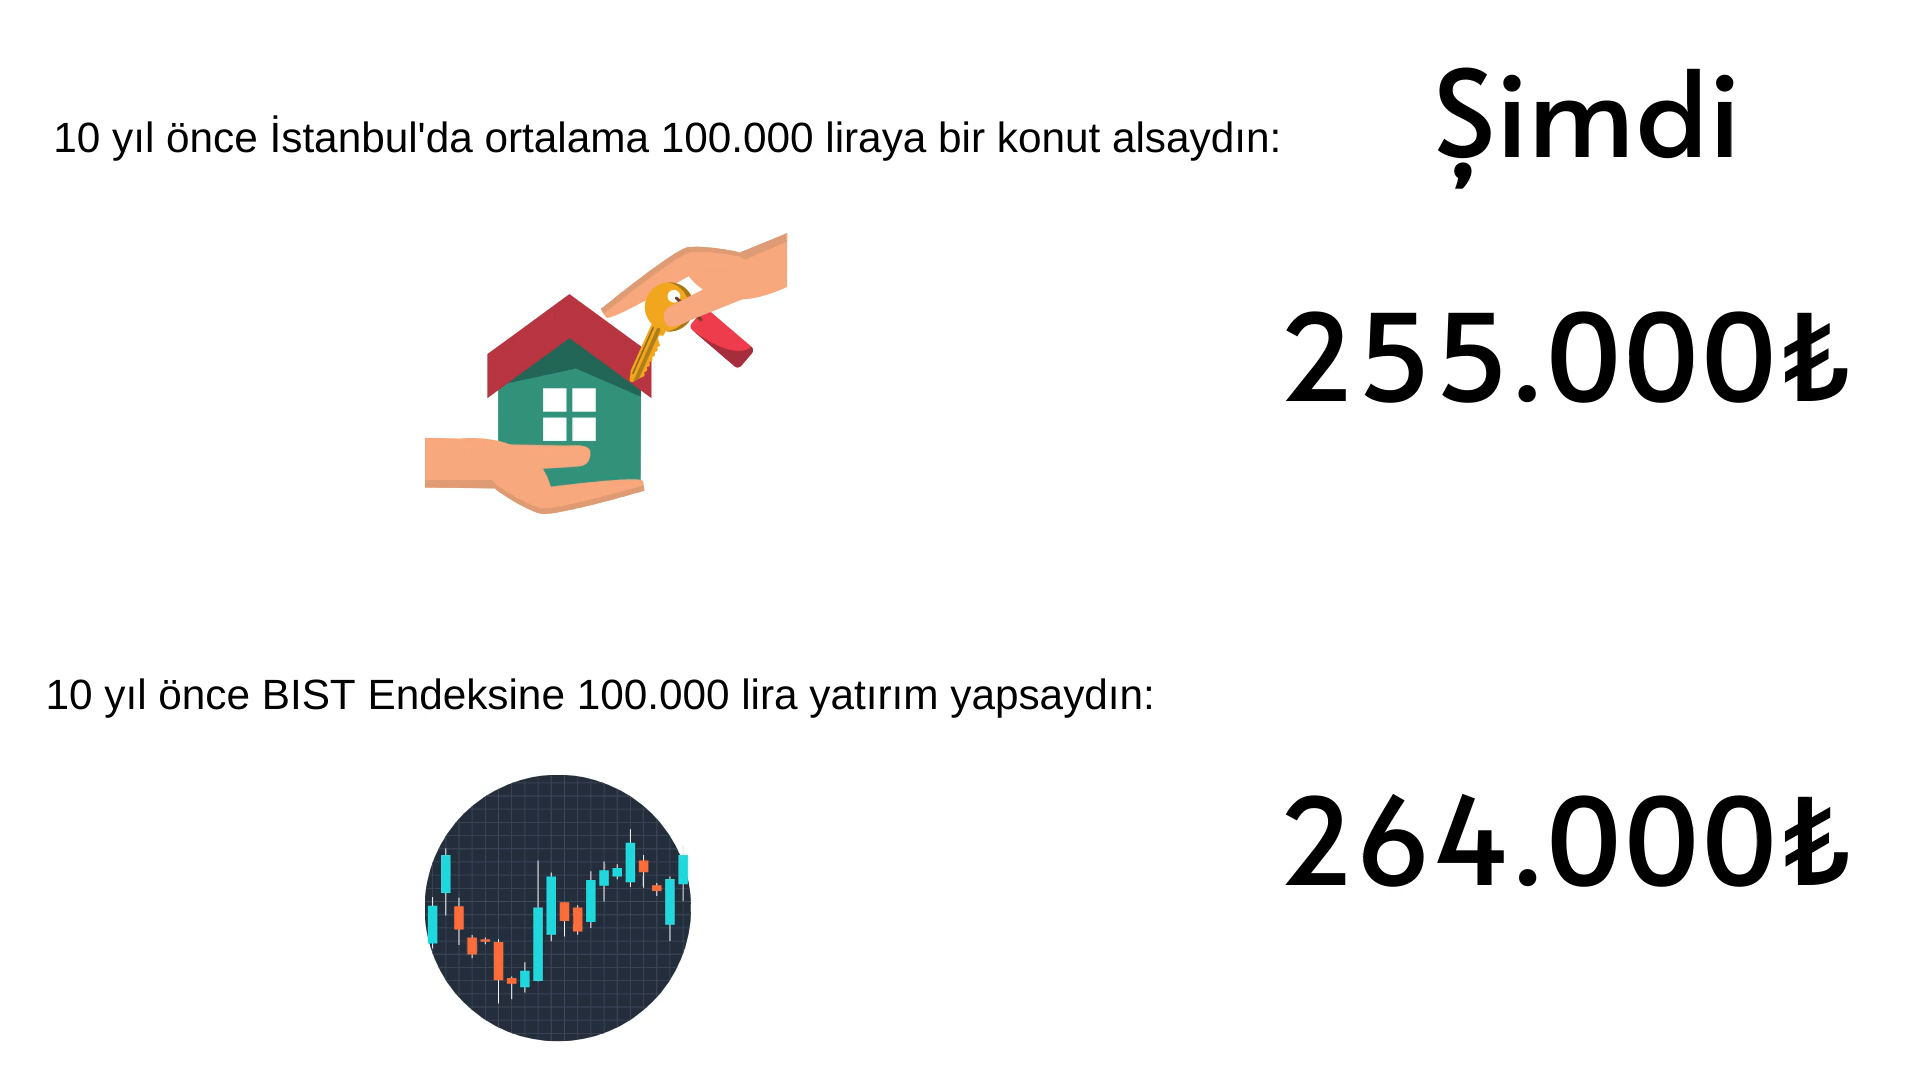 Şimdi
10 yıl önce İstanbul'da ortalama 100.000 liraya bir konut alsaydın:
255.000₺
10 yıl önce BIST Endeksine 100.000 lira yatırım yapsaydın:
264.000₺